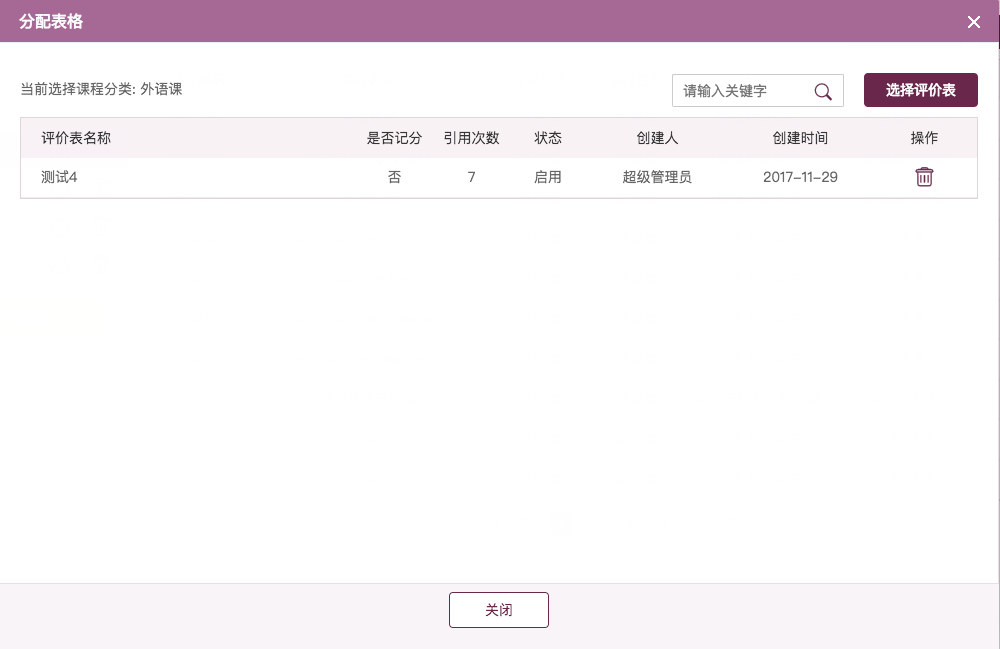 分配表格
当前选择课程分类: 外语课
请输入关键字
选择评价表
评价表名称 是否记分 引用次数 状态 创建人 创建时间 操作
测试4 否 7 启用 超级管理员 2017-11-29
关闭